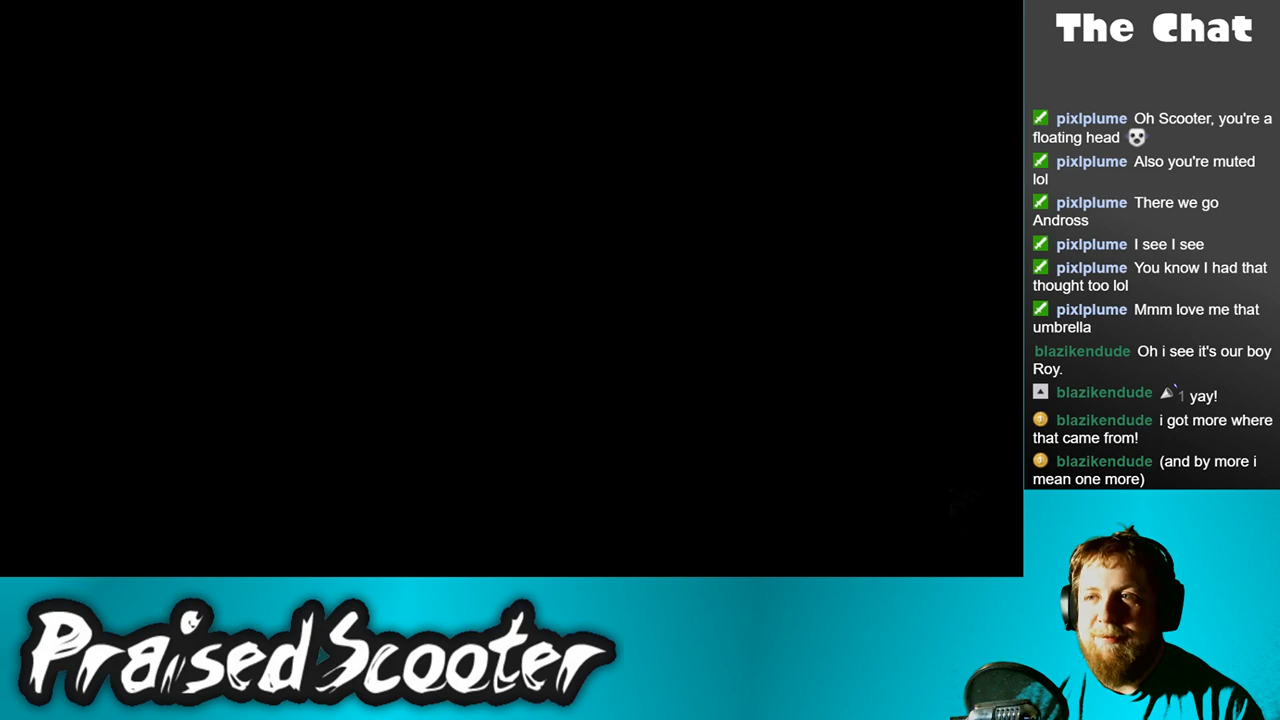 The Chat
pixlplume Oh Scooter, you're a
floating head
pixlplume Also you're muted
lol
pixlplume There we go
Andross
pixlplume I see I see
pixlplume You know I had that
thought too lol
pixlplume Mmm love me that
umbrella
blazikendude Oh i see it's our boy
Roy.
blazikendude 1 yay!
blazikendude i got more where
that came from!
blazikendude (and by more i
mean one more)
PraisedScooter